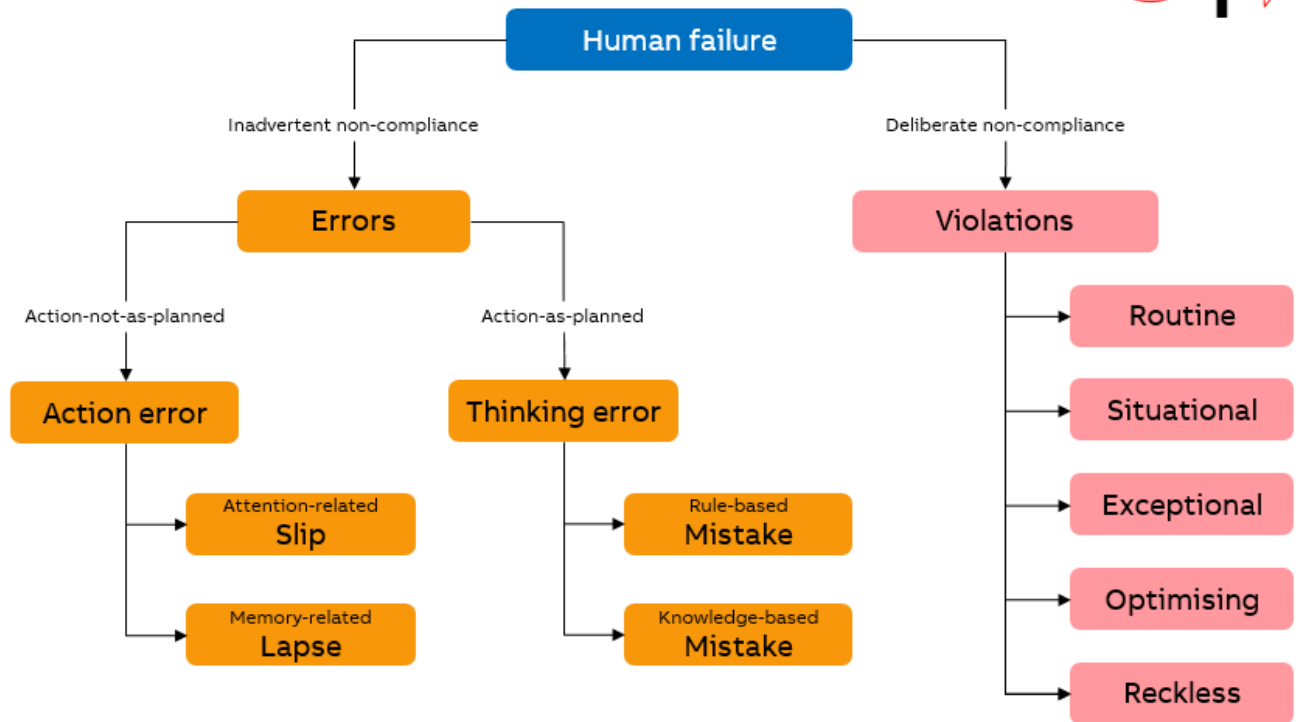 Human failure
Inadvertent non-compliance
Deliberate non-compliance
Errors
Violations
Action-not-as-planned
Action-as-planned
Routine
Action error
Thinking error
Situational
Attention-related
Slip
Rule-based
Mistake
Exceptional
Memory-related
Lapse
Knowledge-based
Mistake
Optimising
Reckless